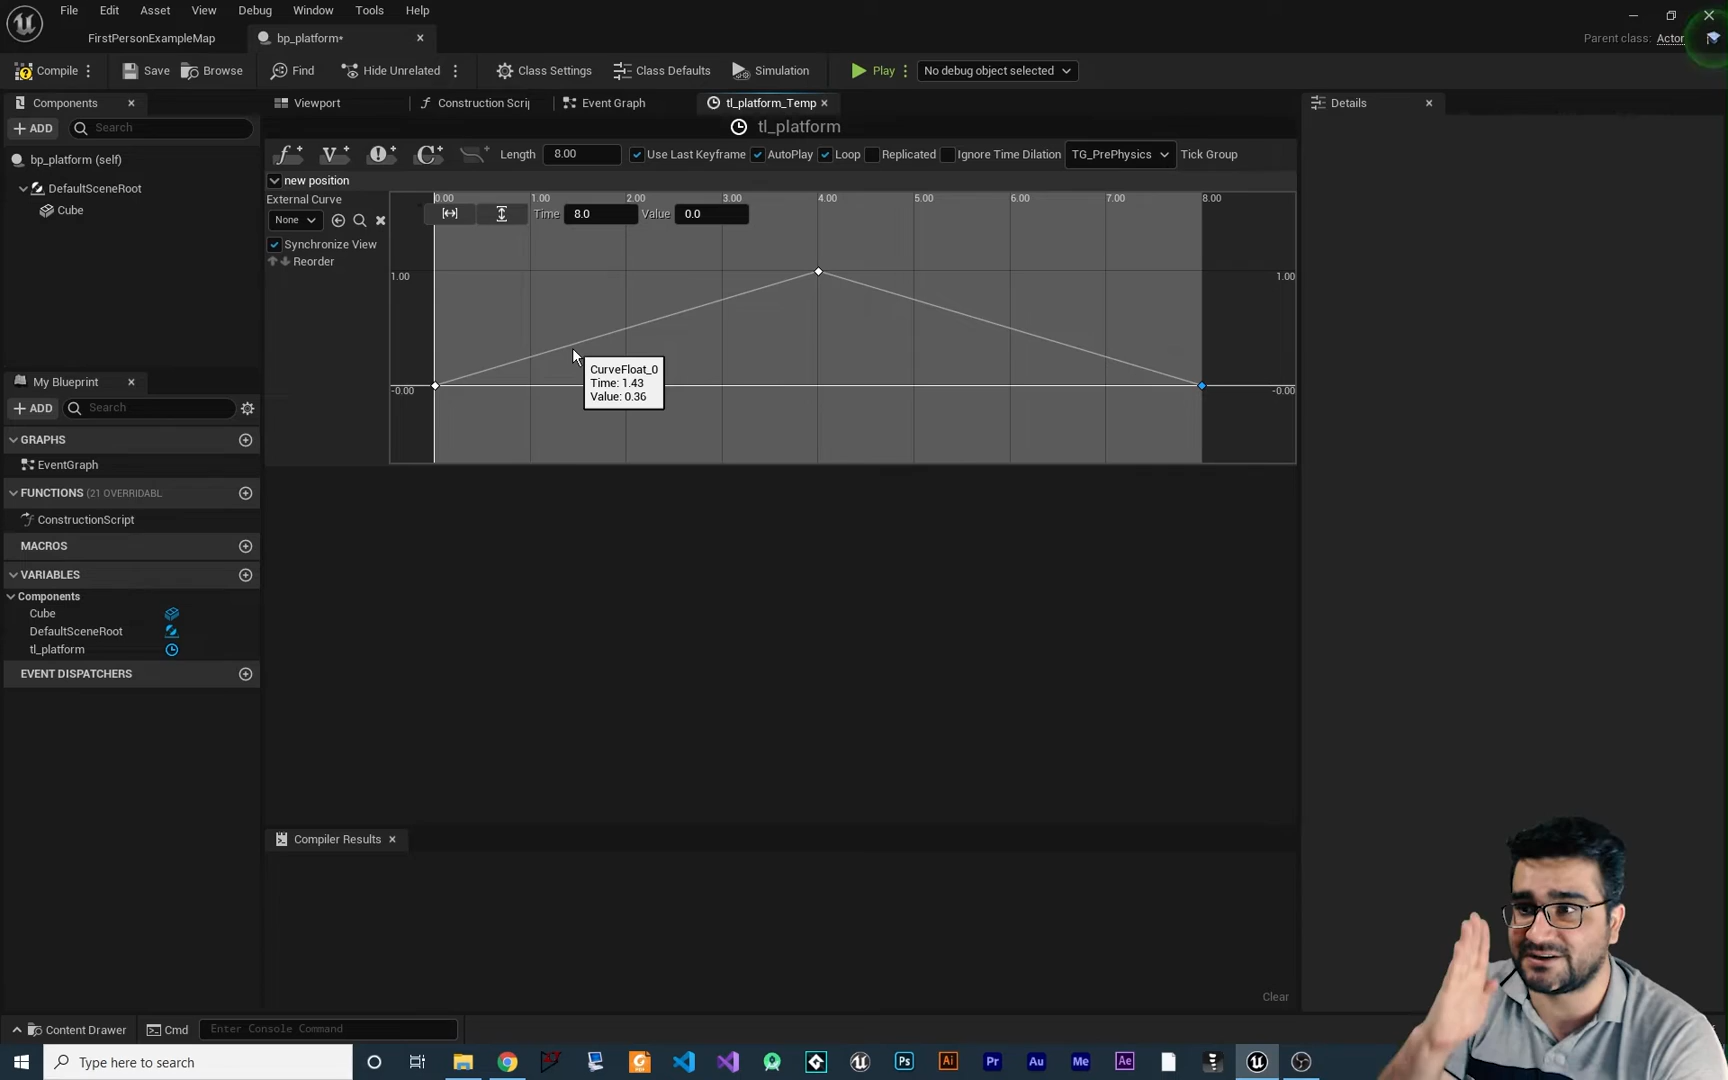 File Edit Asset View Debug Window Tools Help
FirstPersonExampleMap
bp_platform*
Parent class: Actor
Compile
Save
Browse
Find
Hide Unrelated
Class Settings
Class Defaults
Simulation
Play
No debug object selected
Components
Viewport
Construction Scrip
Event Graph
tl_platform_Temp
Details
ADD
Search
tl_platform
Length 8.00 Use Last Keyframe AutoPlay Loop Replicated Ignore Time Dilation TG_PrePhysics Tick Group
bp_platform (self)
DefaultSceneRoot
Cube
new position
External Curve
None
Synchronize View
Reorder
0.00 1.00 2.00 3.00 4.00 5.00 6.00 7.00 8.00
Time 8.0 Value 0.0
1.00 1.00
-0.00 -0.00
CurveFloat_0
Time: 1.43
Value: 0.36
My Blueprint
ADD
Search
GRAPHS
EventGraph
FUNCTIONS (21 OVERRIDABL
ConstructionScript
MACROS
VARIABLES
Components
Cube
DefaultSceneRoot
tl_platform
EVENT DISPATCHERS
Compiler Results
Clear
Content Drawer
Cmd
Enter Console Command
Type here to search
Ps
Ai
Pr
Au
Me
Ae